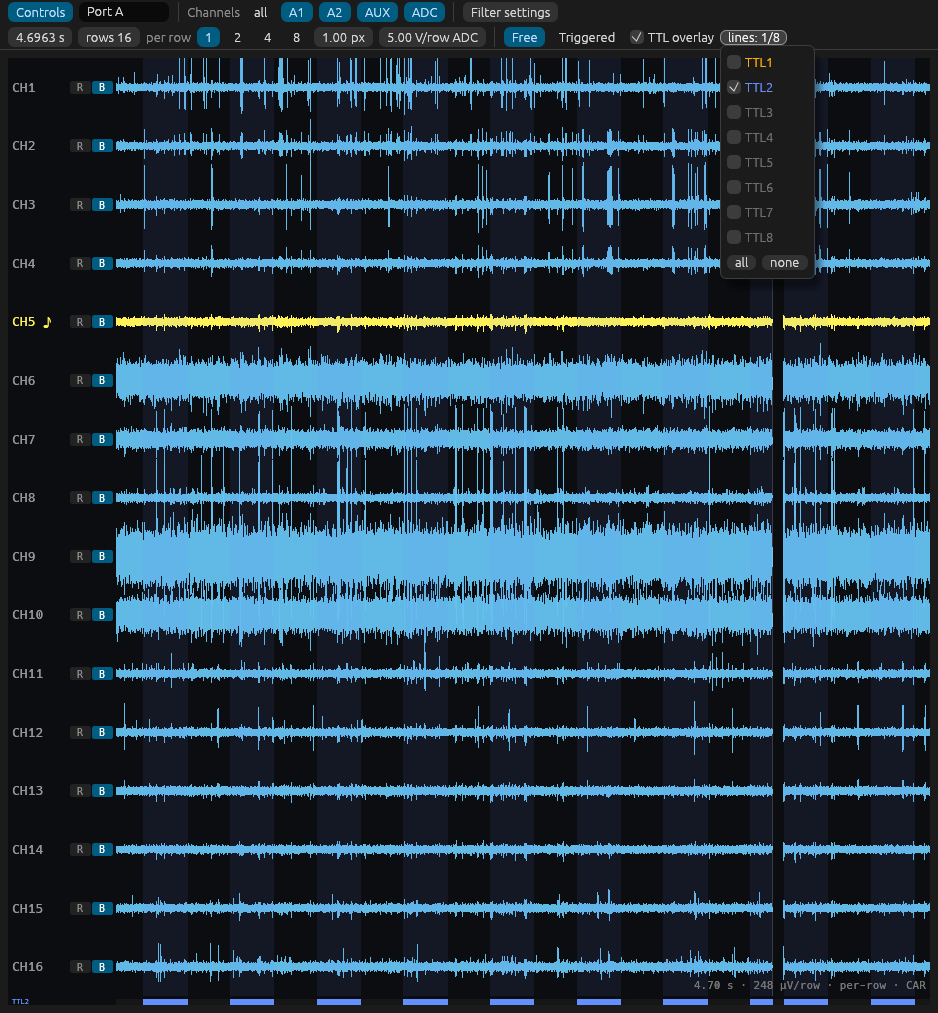 Controls Port A Channels all A1 A2 AUX ADC Filter settings
4.6963 s rows 16 per row 1 2 4 8 1.00 px 5.00 V/row ADC Free Triggered TTL overlay lines: 1/8
TTL1
CH1 R B TTL2
TTL3
TTL4
CH2 R B
TTL5
TTL6
CH3 R B
TTL7
TTL8
CH4 R B all none
CH5 ♪ R B
CH6 R B
CH7 R B
CH8 R B
CH9 R B
CH10 R B
CH11 R B
CH12 R B
CH13 R B
CH14 R B
CH15 R B
CH16 R B
4.70 s · 248 µV/row · per-row · CAR
TTL2